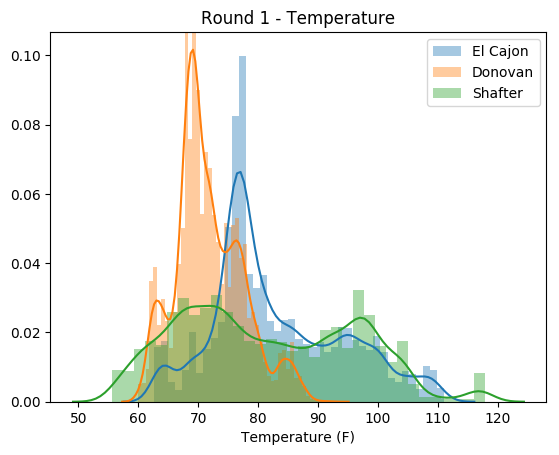 Round 1 - Temperature
El Cajon
Donovan
Shafter
0.10
0.08
0.06
0.04
0.02
0.00
50 60 70 80 90 100 110 120
Temperature (F)